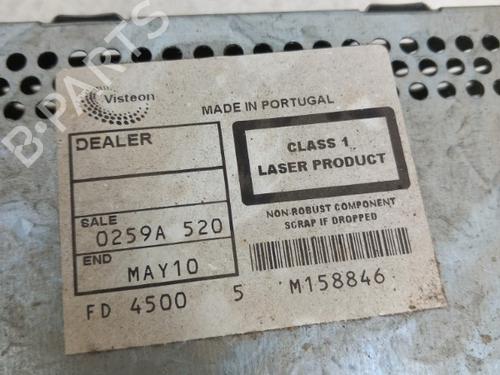 Visteon
MADE IN PORTUGAL
DEALER
CLASS 1
LASER PRODUCT
SALE
0259A 520
NON-ROBUST COMPONENT
SCRAP IF DROPPED
END
MAY10
FD 4500 5 M158846
B-PARTS